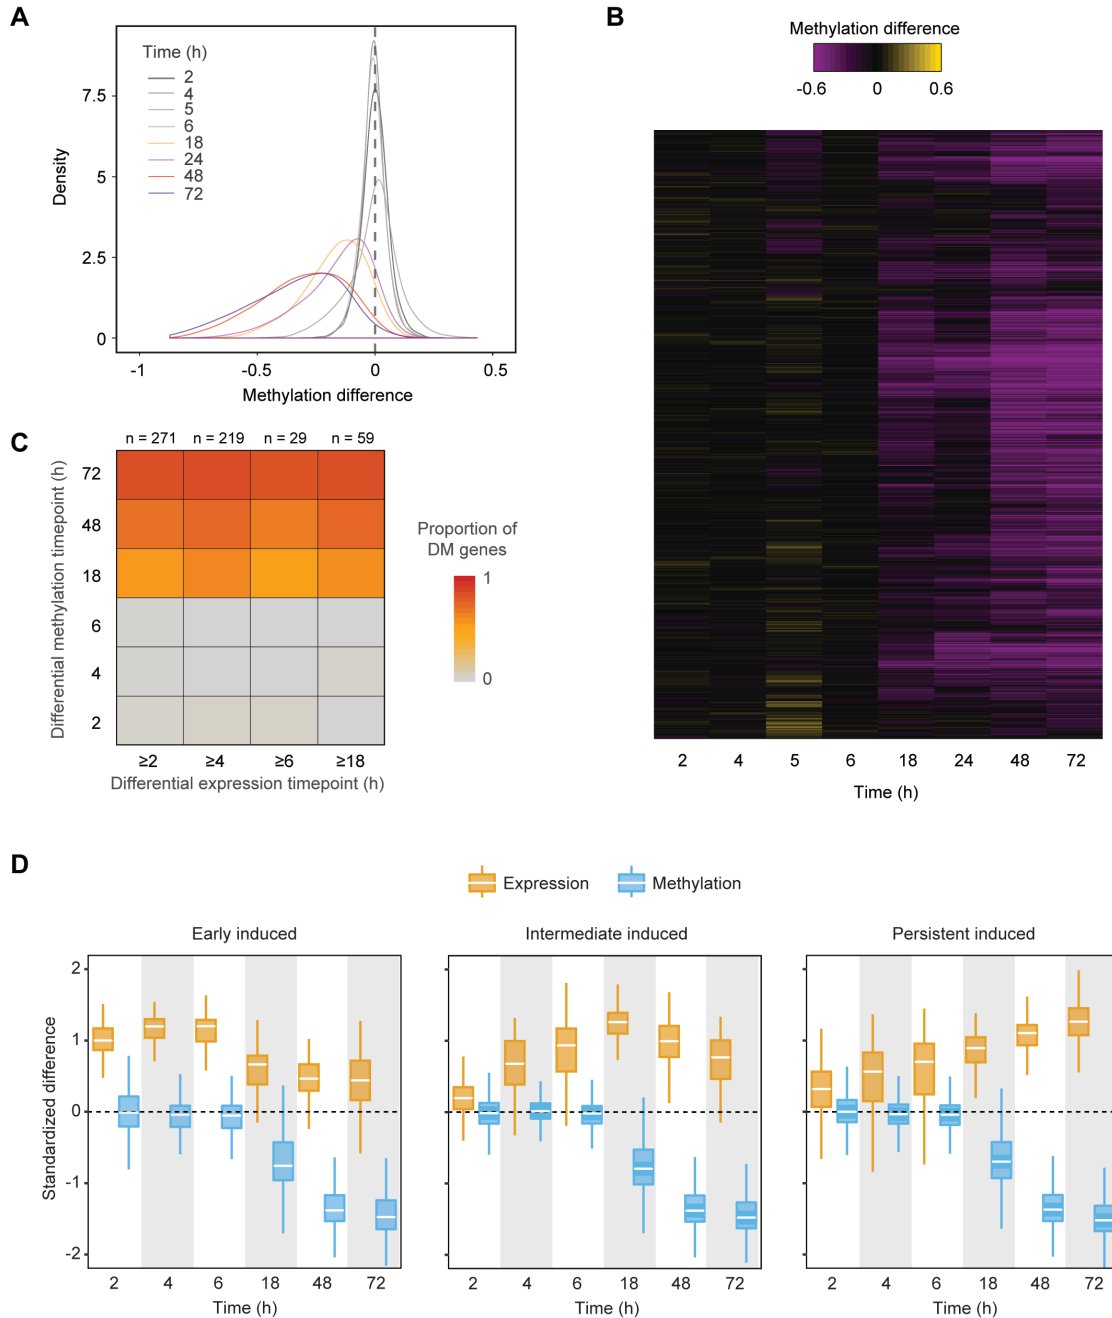 A
Time (h)
2
4
5
6
18
24
48
72
7.5
5
2.5
0
Density
-1
-0.5
0
0.5
Methylation difference
B
Methylation difference
-0.6
0
0.6
2
4
5
6
18
24
48
72
Time (h)
C
n = 271
n = 219
n = 29
n = 59
Differential methylation timepoint (h)
72
48
18
6
4
2
≥2
≥4
≥6
≥18
Differential expression timepoint (h)
Proportion of
DM genes
1
0
D
Expression
Methylation
Early induced
Intermediate induced
Persistent induced
Standardized difference
2
1
0
-1
-2
2
4
6
18
48
72
Time (h)
2
4
6
18
48
72
Time (h)
2
4
6
18
48
72
Time (h)